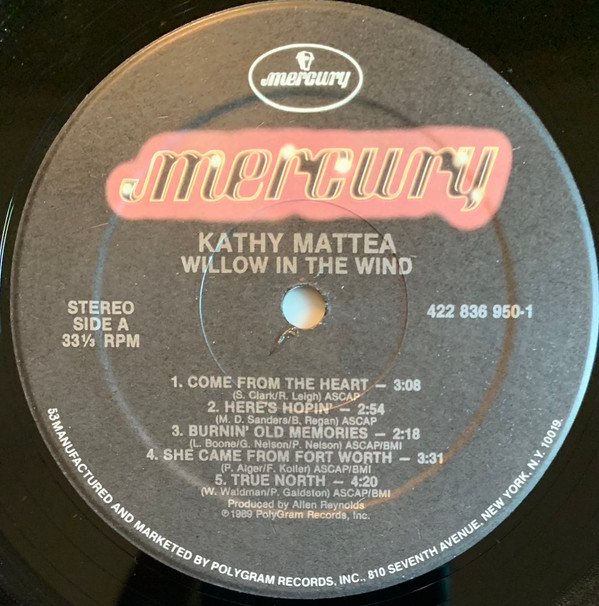 mercury
mercury
KATHY MATTEA
WILLOW IN THE WIND
STEREO
SIDE A
33⅓ RPM
422 836 950-1
1. COME FROM THE HEART – 3:08
(S. Clark/R. Leigh) ASCAP
2. HERE'S HOPIN' – 2:54
(M. D. Sanders/B. Regan) ASCAP
3. BURNIN' OLD MEMORIES – 2:18
(L. Boone/G. Nelson/P. Nelson) ASCAP/BMI
4. SHE CAME FROM FORT WORTH – 3:31
(P. Alger/F. Koller) ASCAP/BMI
5. TRUE NORTH – 4:20
(W. Waldman/P. Galdston) ASCAP/BMI
Produced by Allen Reynolds
℗1989 PolyGram Records, Inc.
53 MANUFACTURED AND MARKETED BY POLYGRAM RECORDS, INC., 810 SEVENTH AVENUE, NEW YORK, N.Y. 10019.